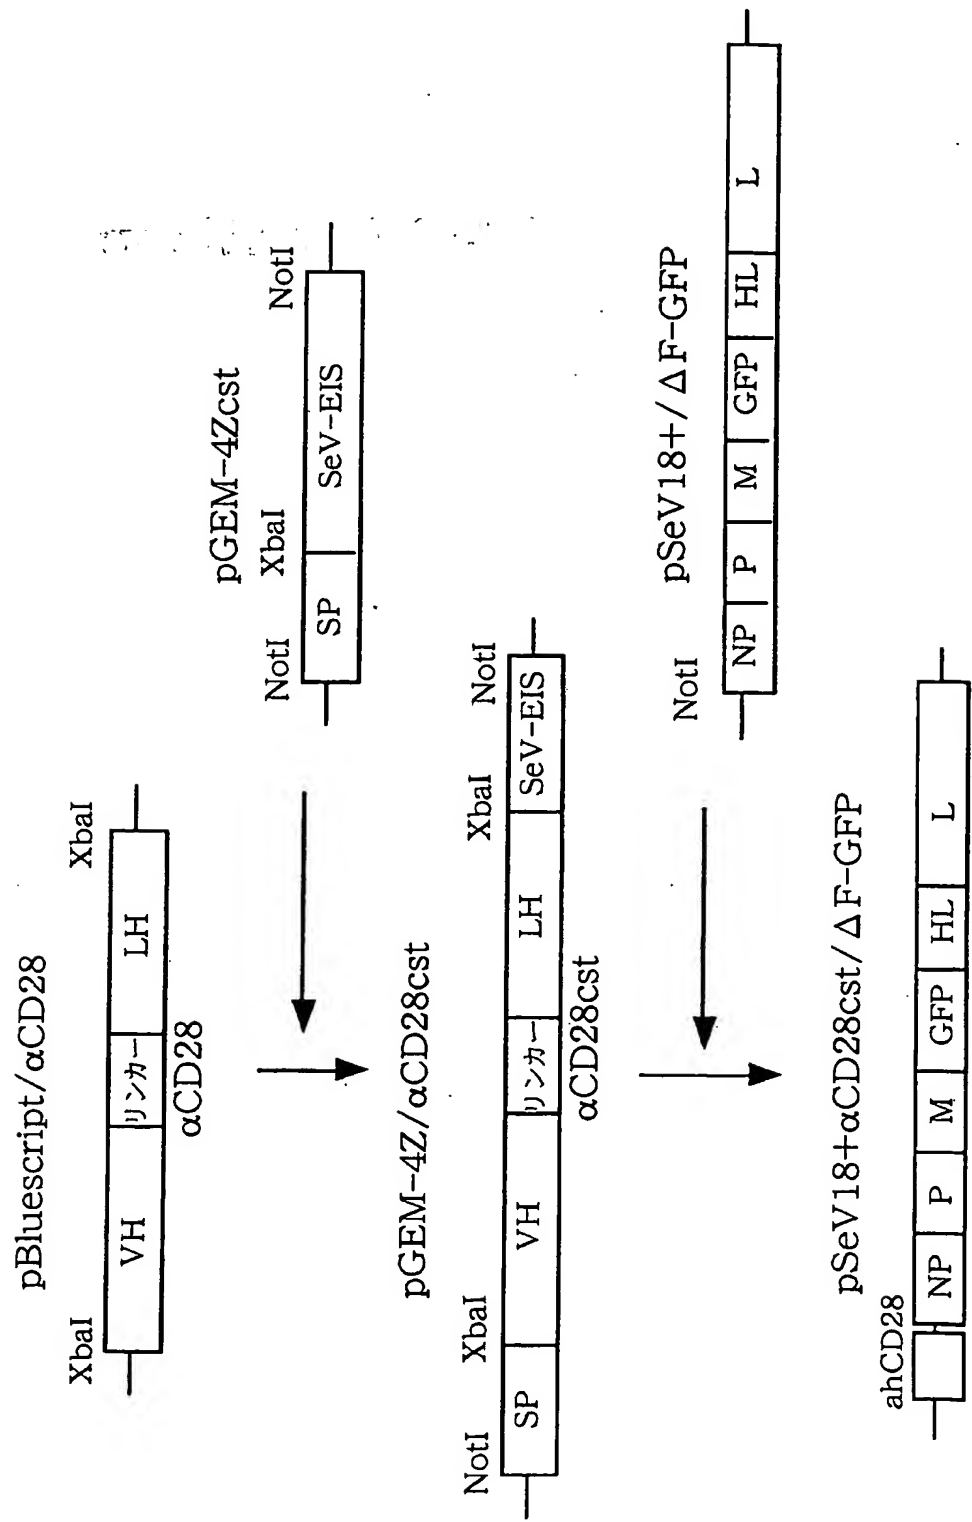 pBluescript/αCD28
XbaI XbaI
VH リンカー LH
αCD28
pGEM-4Zcst
NotI XbaI NotI
SP SeV-EIS
pGEM-4Z/αCD28cst
NotI XbaI XbaI NotI
SP VH リンカー LH SeV-EIS
αCD28cst
pSeV18+/ΔF-GFP
NotI
NP P M GFP HL L
pSeV18+αCD28cst/ΔF-GFP
ahCD28
NP P M GFP HL L